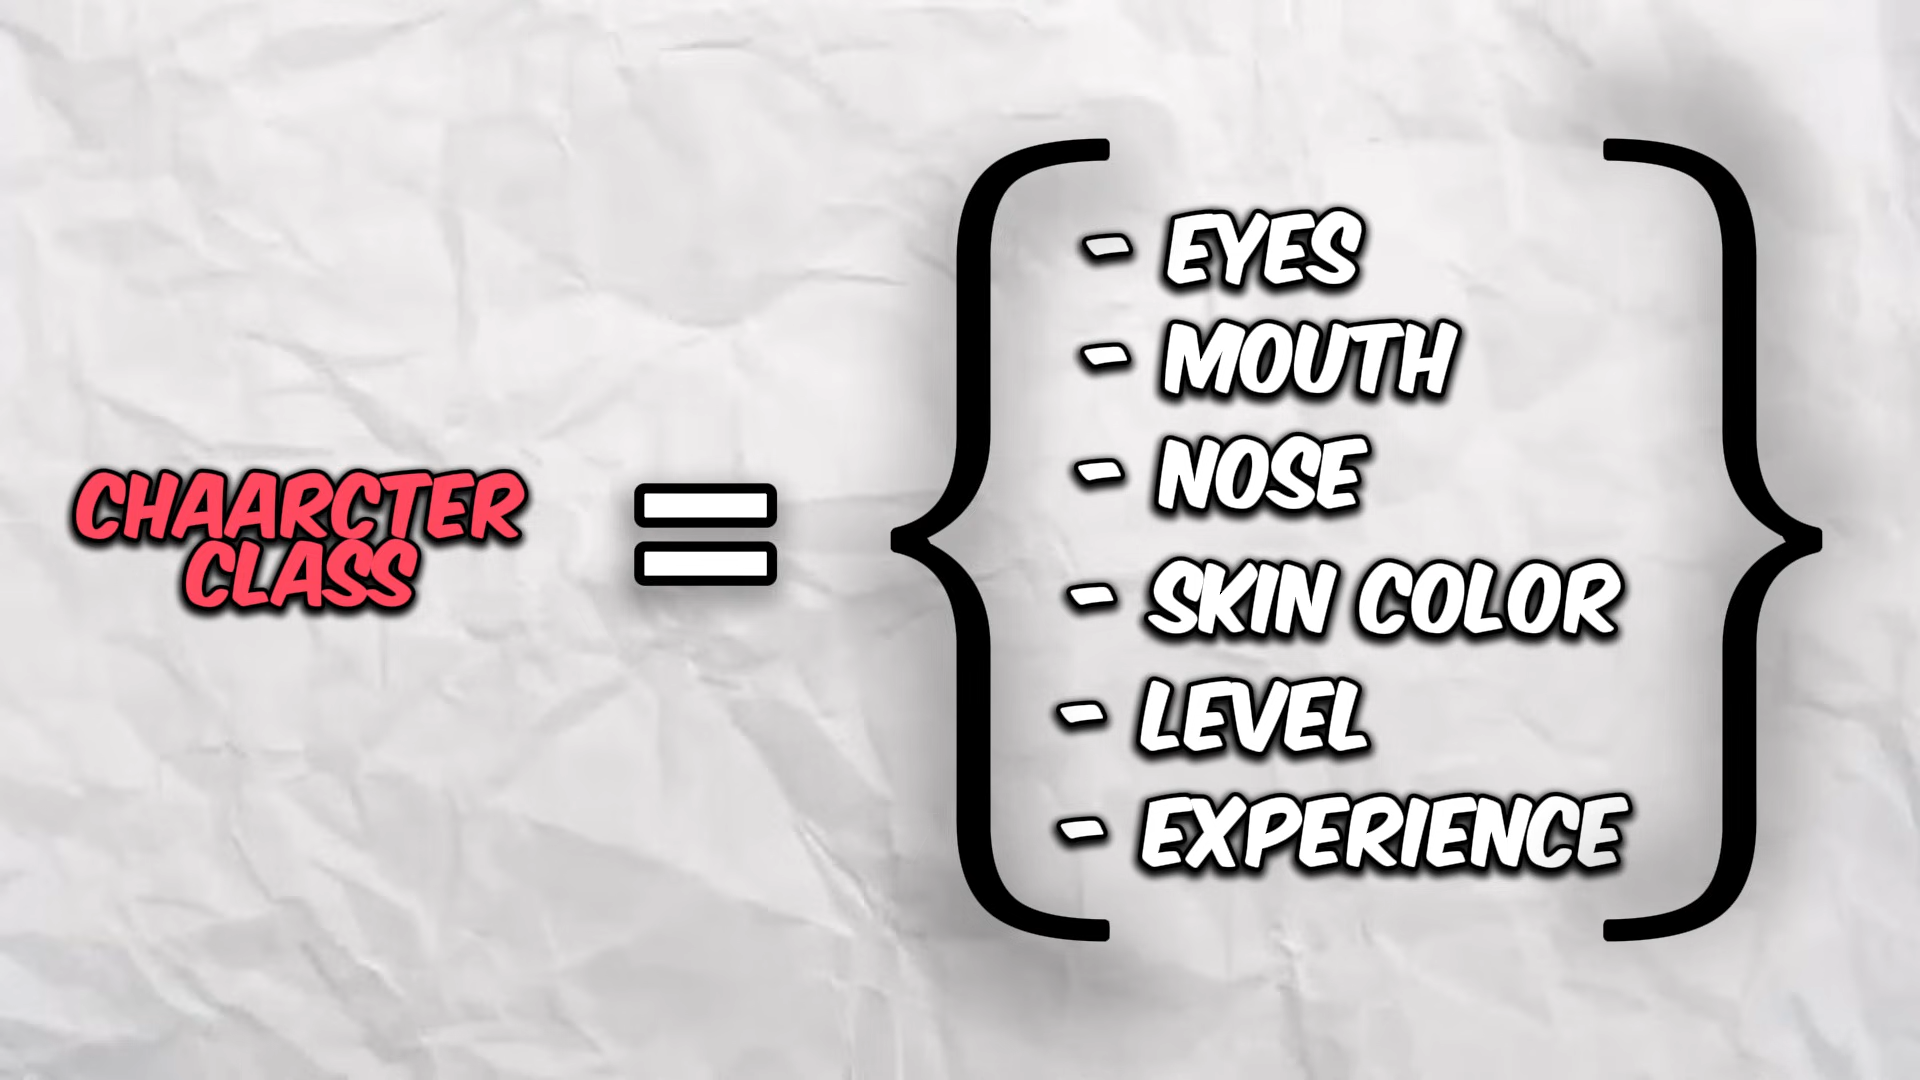 CHAARCTER
CLASS
=
- EYES
- MOUTH
- NOSE
- SKIN COLOR
- LEVEL
- EXPERIENCE